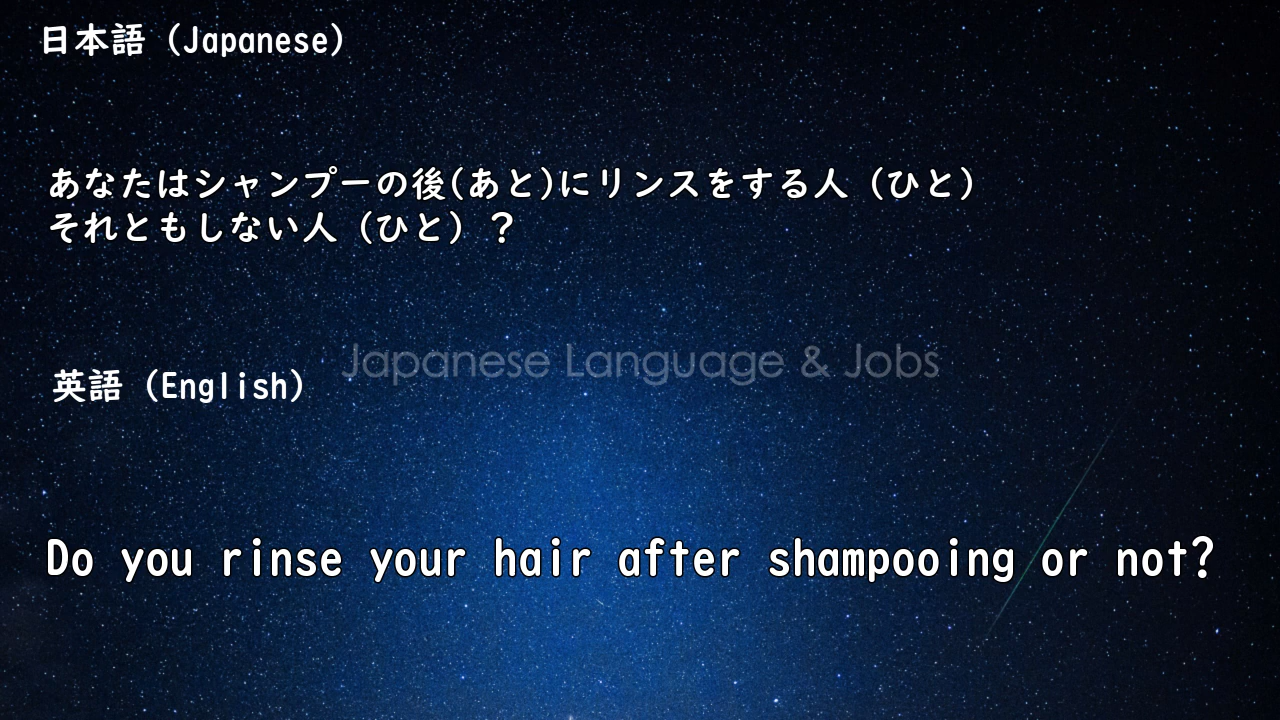 日本語（Japanese）
あなたはシャンプーの後(あと)にリンスをする人（ひと）
それともしない人（ひと）？
Japanese Language & Jobs
英語（English）
Do you rinse your hair after shampooing or not?